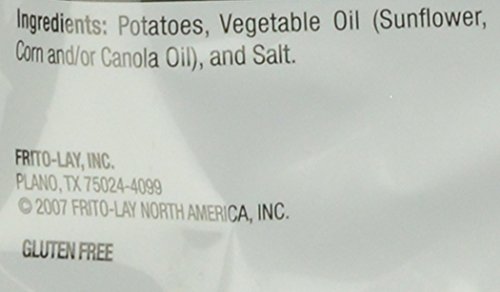 Ingredients: Potatoes, Vegetable Oil (Sunflower,
Corn and/or Canola Oil), and Salt.
FRITO-LAY, INC.
PLANO, TX 75024-4099
© 2007 FRITO-LAY NORTH AMERICA, INC.
GLUTEN FREE